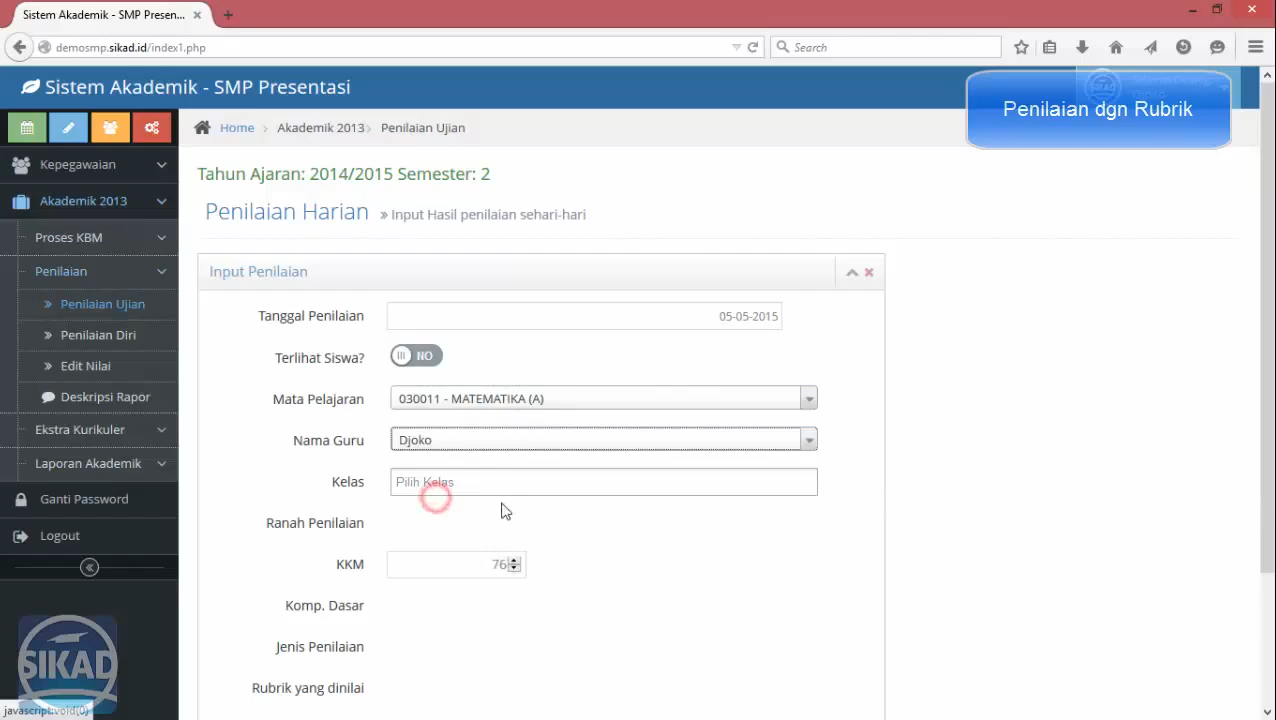 Sistem Akademik - SMP Presen...
demosmp.sikad.id/index1.php
Search
Sistem Akademik - SMP Presentasi
Penilaian dgn Rubrik
Home
Akademik 2013
Penilaian Ujian
Kepegawaian
Akademik 2013
Proses KBM
Penilaian
Penilaian Ujian
Penilaian Diri
Edit Nilai
Deskripsi Rapor
Ekstra Kurikuler
Laporan Akademik
Ganti Password
Logout
SIKAD
javascript:void(0)
Tahun Ajaran: 2014/2015 Semester: 2
Penilaian Harian » Input Hasil penilaian sehari-hari
Input Penilaian
Tanggal Penilaian 05-05-2015
Terlihat Siswa? NO
Mata Pelajaran 030011 - MATEMATIKA (A)
Nama Guru Djoko
Kelas Pilih Kelas
Ranah Penilaian
KKM 76
Komp. Dasar
Jenis Penilaian
Rubrik yang dinilai